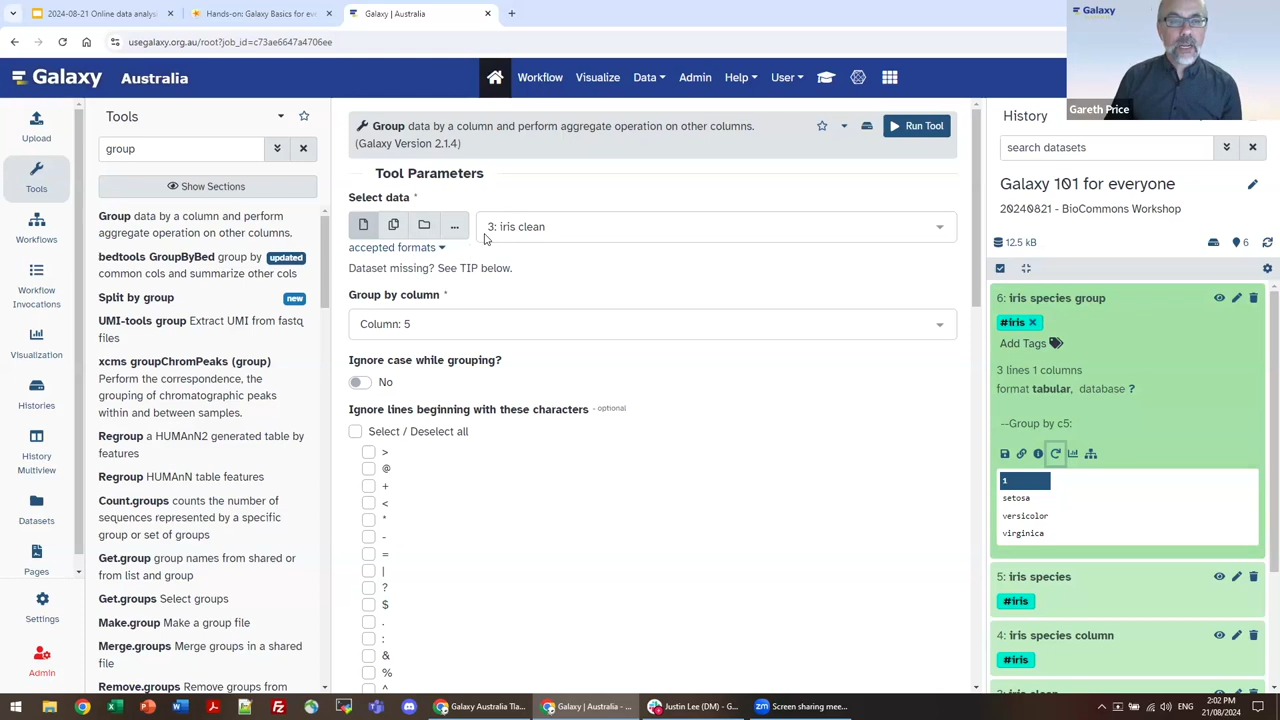 2024-08-21 Online data analysi
Hands-on: Galaxy Basics for ev
Galaxy | Australia
usegalaxy.org.au/root?job_id=c73ae6647a4706ee
Galaxy Australia
Workflow
Visualize
Data
Admin
Help
User
Galaxy
Gareth Price
Upload
Tools
Workflows
Workflow
Invocations
Visualization
Histories
History
Multiview
Datasets
Pages
Settings
Admin
Tools
group
Show Sections
Group data by a column and perform
aggregate operation on other columns.
bedtools GroupByBed group by updated
common cols and summarize other cols
Split by group new
UMI-tools group Extract UMI from fastq
files
xcms groupChromPeaks (group)
Perform the correspondence, the
grouping of chromatographic peaks
within and between samples.
Regroup a HUMAnN2 generated table by
features
Regroup HUMAnN table features
Count.groups counts the number of
sequences represented by a specific
group or set of groups
Get.group group names from shared or
from list and group
Get.groups Select groups
Make.group Make a group file
Merge.groups Merge groups in a shared
file
Remove.groups Remove groups from
Group data by a column and perform aggregate operation on other columns.
(Galaxy Version 2.1.4)
Run Tool
Tool Parameters
Select data *
...
3: iris clean
accepted formats
Dataset missing? See TIP below.
Group by column *
Column: 5
Ignore case while grouping?
No
Ignore lines beginning with these characters - optional
Select / Deselect all
>
@
+
<
*
-
=
|
?
$
.
:
&
%
^
History
search datasets
Galaxy 101 for everyone
20240821 - BioCommons Workshop
12.5 kB
6
6: iris species group
#iris
Add Tags
3 lines 1 columns
format tabular, database ?
--Group by c5:
1
setosa
versicolor
virginica
5: iris species
#iris
4: iris species column
#iris
Galaxy Australia Tla...
Galaxy | Australia - ...
Justin Lee (DM) - G...
Screen sharing mee...
ENG
2:02 PM
21/08/2024